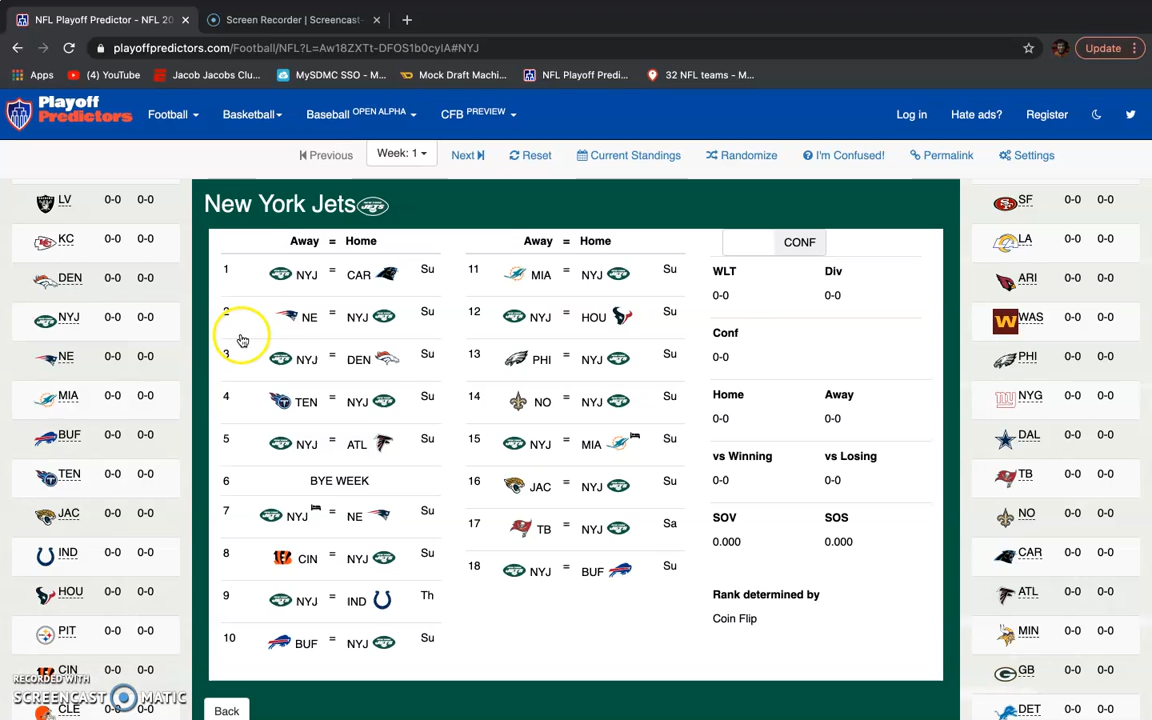 NFL Playoff Predictor - NFL 20
Screen Recorder | Screencast-
playoffpredictors.com/Football/NFL?L=Aw18ZXTt-DFOS1b0cylA#NYJ
Update
Apps
(4) YouTube
Jacob Jacobs Clu...
MySDMC SSO - M...
Mock Draft Machi...
NFL Playoff Predi...
32 NFL teams - M...
Playoff Predictors
Football
Basketball
Baseball OPEN ALPHA
CFB PREVIEW
Log in
Hate ads?
Register
Previous
Week: 1
Next
Reset
Current Standings
Randomize
I'm Confused!
Permalink
Settings
LV 0-0 0-0
KC 0-0 0-0
DEN 0-0 0-0
NYJ 0-0 0-0
NE 0-0 0-0
MIA 0-0 0-0
BUF 0-0 0-0
TEN 0-0 0-0
JAC 0-0 0-0
IND 0-0 0-0
HOU 0-0 0-0
PIT 0-0 0-0
CIN 0-0 0-0
CLE 0-0 0-0
RECORDED WITH
SCREENCAST MATIC
New York Jets
Away = Home
1 NYJ = CAR Su
2 NE = NYJ Su
3 NYJ = DEN Su
4 TEN = NYJ Su
5 NYJ = ATL Su
6 BYE WEEK
7 NYJ = NE Su
8 CIN = NYJ Su
9 NYJ = IND Th
10 BUF = NYJ Su
Away = Home
11 MIA = NYJ Su
12 NYJ = HOU Su
13 PHI = NYJ Su
14 NO = NYJ Su
15 NYJ = MIA Su
16 JAC = NYJ Su
17 TB = NYJ Sa
18 NYJ = BUF Su
CONF
WLT Div
0-0 0-0
Conf
0-0
Home Away
0-0 0-0
vs Winning vs Losing
0-0 0-0
SOV SOS
0.000 0.000
Rank determined by
Coin Flip
Back
SF 0-0 0-0
LA 0-0 0-0
ARI 0-0 0-0
WAS 0-0 0-0
PHI 0-0 0-0
NYG 0-0 0-0
DAL 0-0 0-0
TB 0-0 0-0
NO 0-0 0-0
CAR 0-0 0-0
ATL 0-0 0-0
MIN 0-0 0-0
GB 0-0 0-0
DET 0-0 0-0